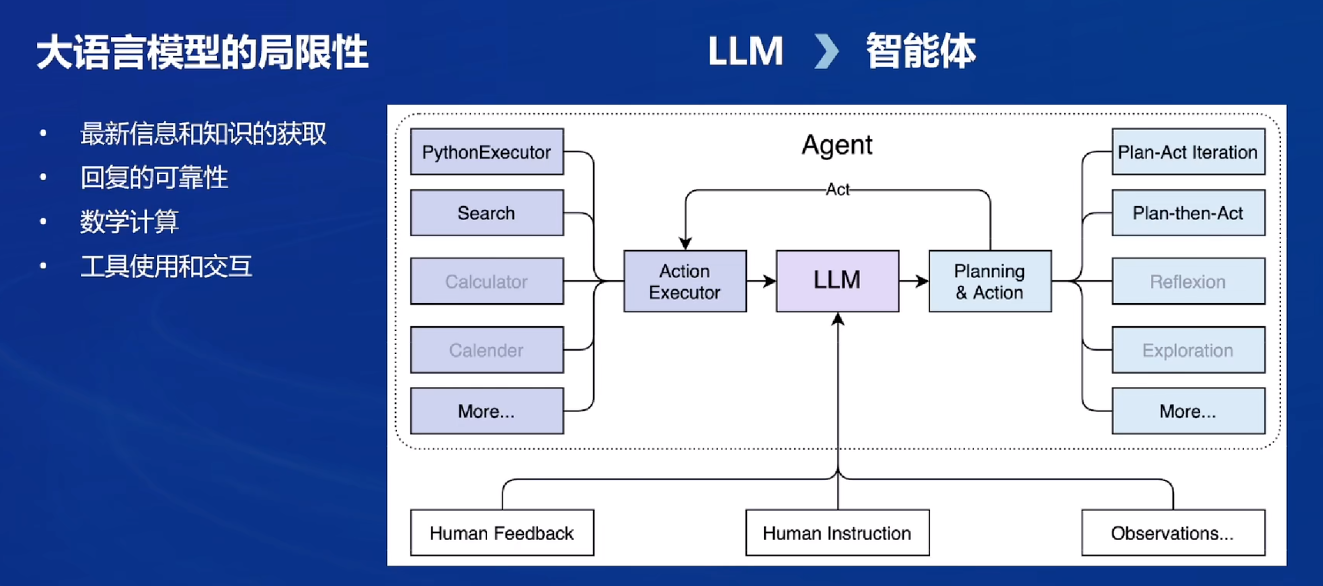 大语言模型的局限性
LLM 智能体
• 最新信息和知识的获取
• 回复的可靠性
• 数学计算
• 工具使用和交互
Agent
PythonExecutor
Search
Calculator
Calender
More...
Act
Action
Executor
LLM
Planning
& Action
Plan-Act Iteration
Plan-then-Act
Reflexion
Exploration
More...
Human Feedback
Human Instruction
Observations...